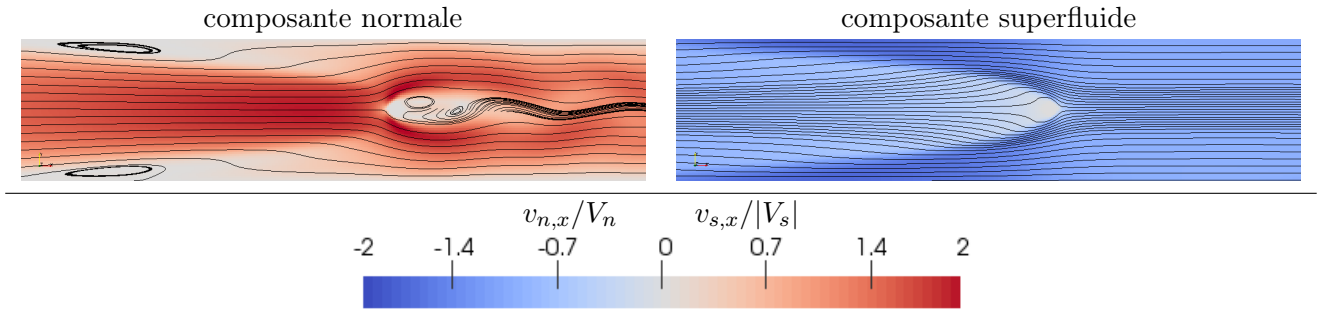 composante normale composante superfluide
v_{n,x}/V_n v_{s,x}/|V_s|
-2 -1.4 -0.7 0 0.7 1.4 2